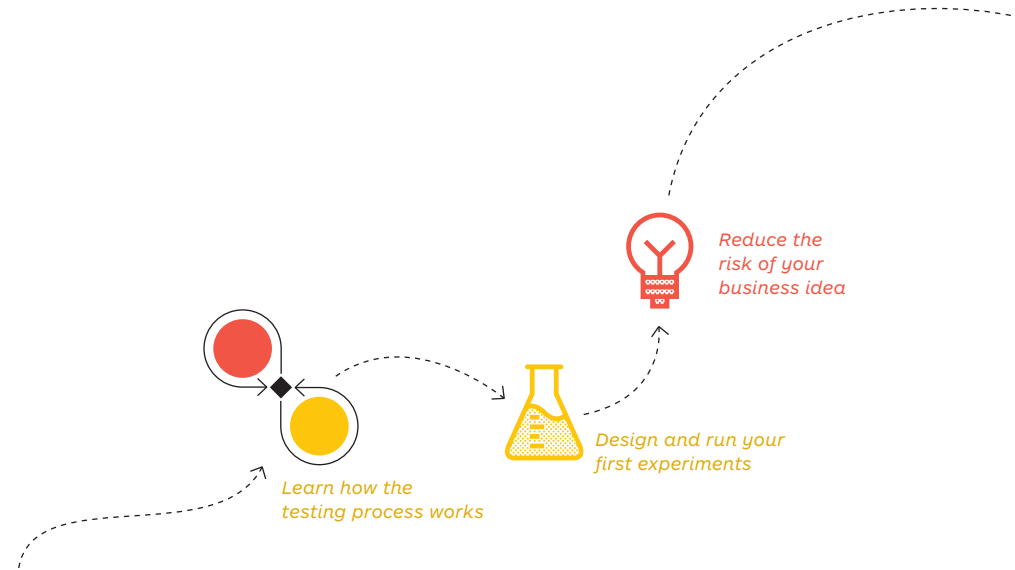 Reduce the
risk of your
business idea
Design and run your
first experiments
Learn how the
testing process works